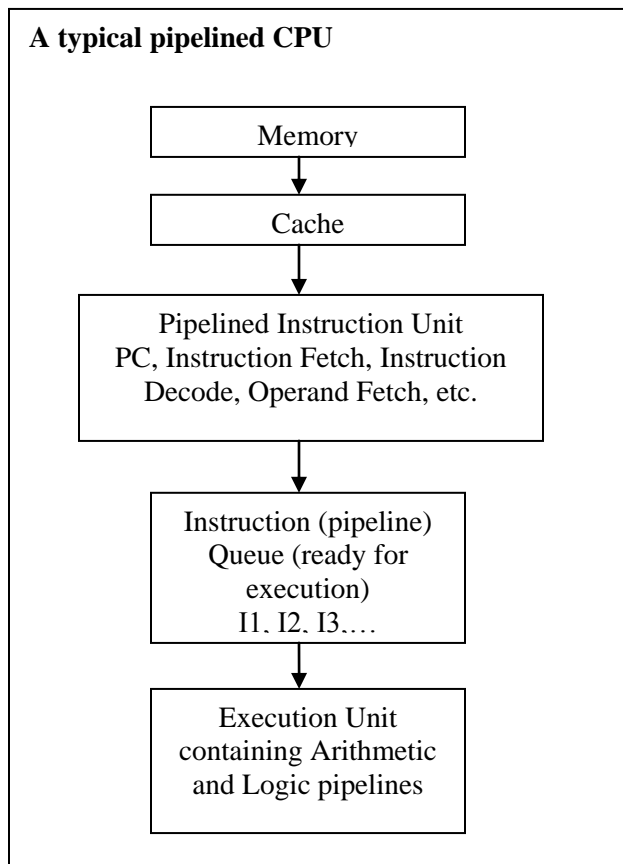 A typical pipelined CPU
Memory
Cache
Pipelined Instruction Unit
PC, Instruction Fetch, Instruction
Decode, Operand Fetch, etc.
Instruction (pipeline)
Queue (ready for
execution)
I1, I2, I3,…
Execution Unit
containing Arithmetic
and Logic pipelines